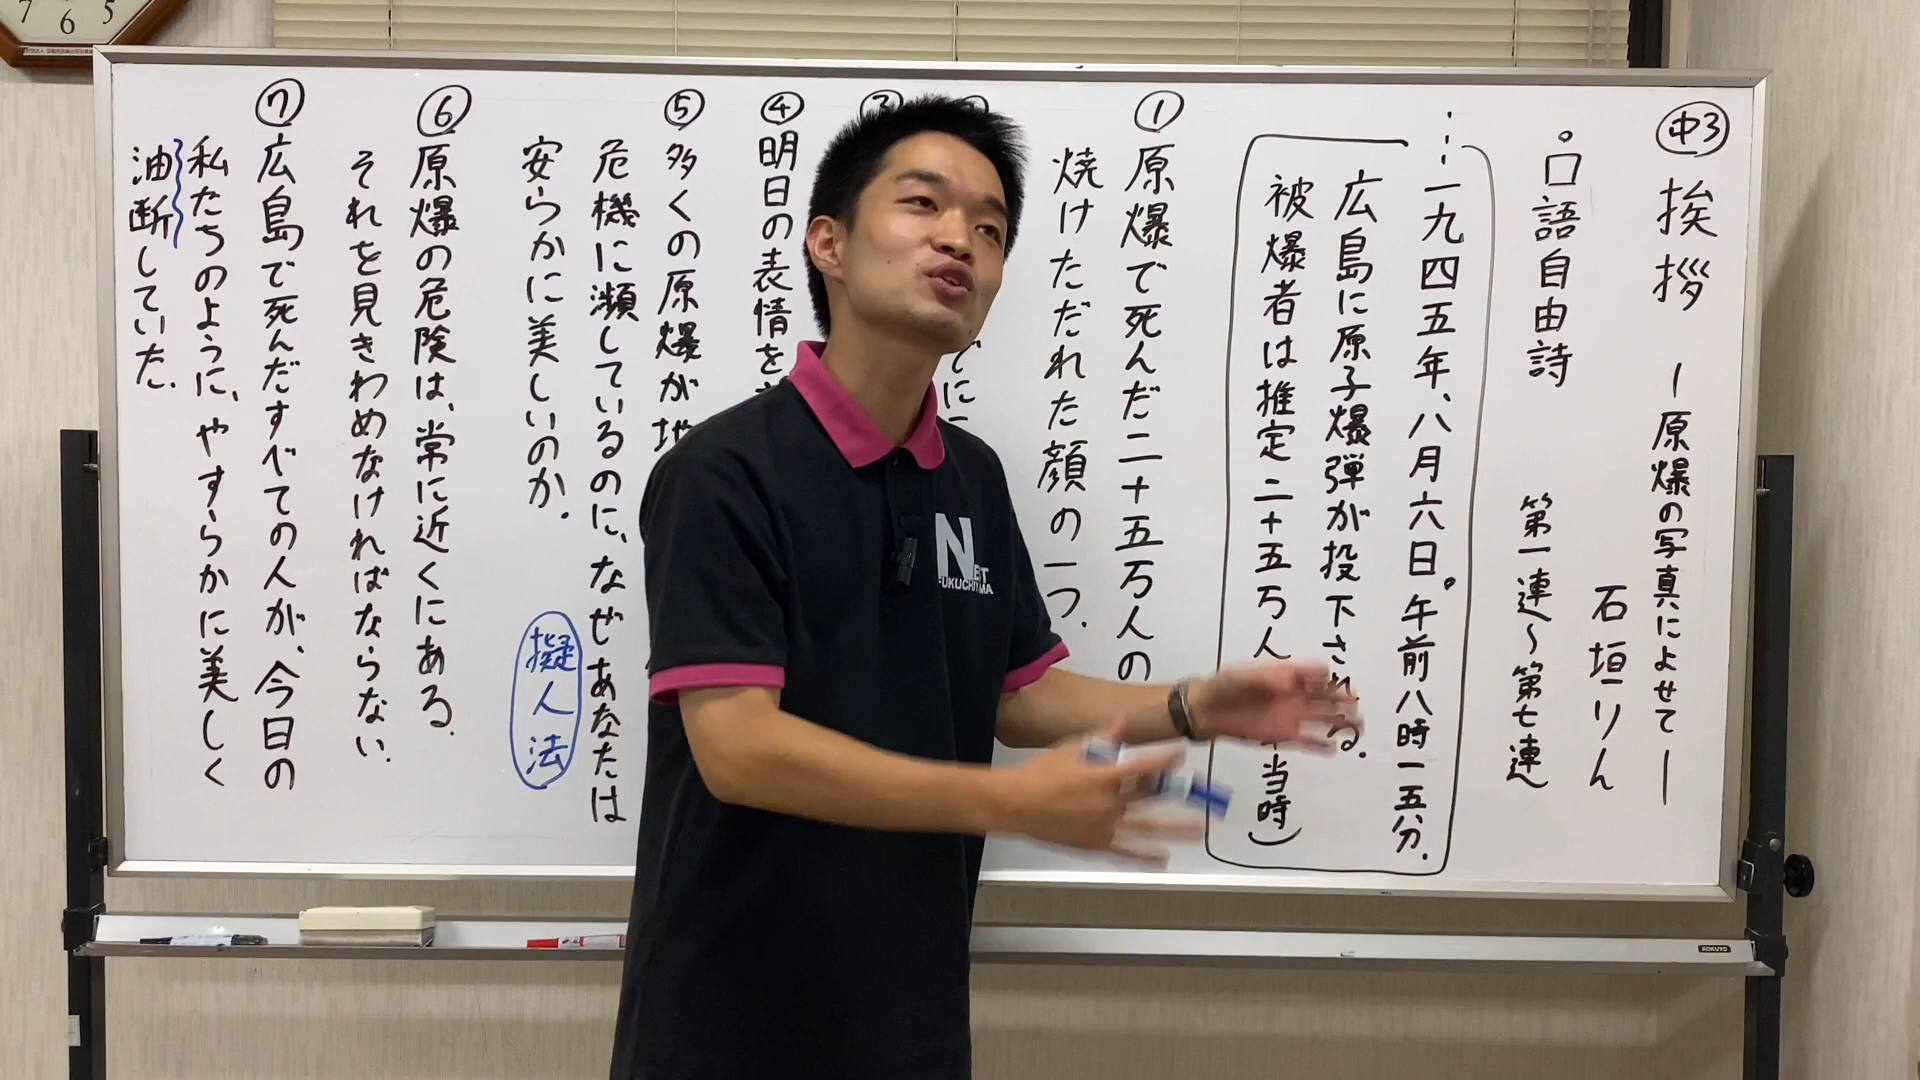 中3
挨拶 ー原爆の写真によせてー
石垣りん
。口語自由詩 第一連〜第七連
一九四五年、八月六日。午前八時一五分.
広島に原子爆弾が投下される.
被爆者は推定二十五万人
当時)
① 原爆で死んだ二十五万人の
焼けただれた顔の一つ.
でに
③
④ 明日の表情を
⑤ 多くの原爆が地
危機に瀕しているのに、なぜあなたは
安らかに美しいのか.
擬人法
⑥ 原爆の危険は、常に近くにある.
それを見きわめなければならない.
⑦ 広島で死んだすべての人が、今日の
私たちのように、やすらかに美しく
油断していた.
7 6 5
NEXT
FUKUCHIYAMA
KOKUYO